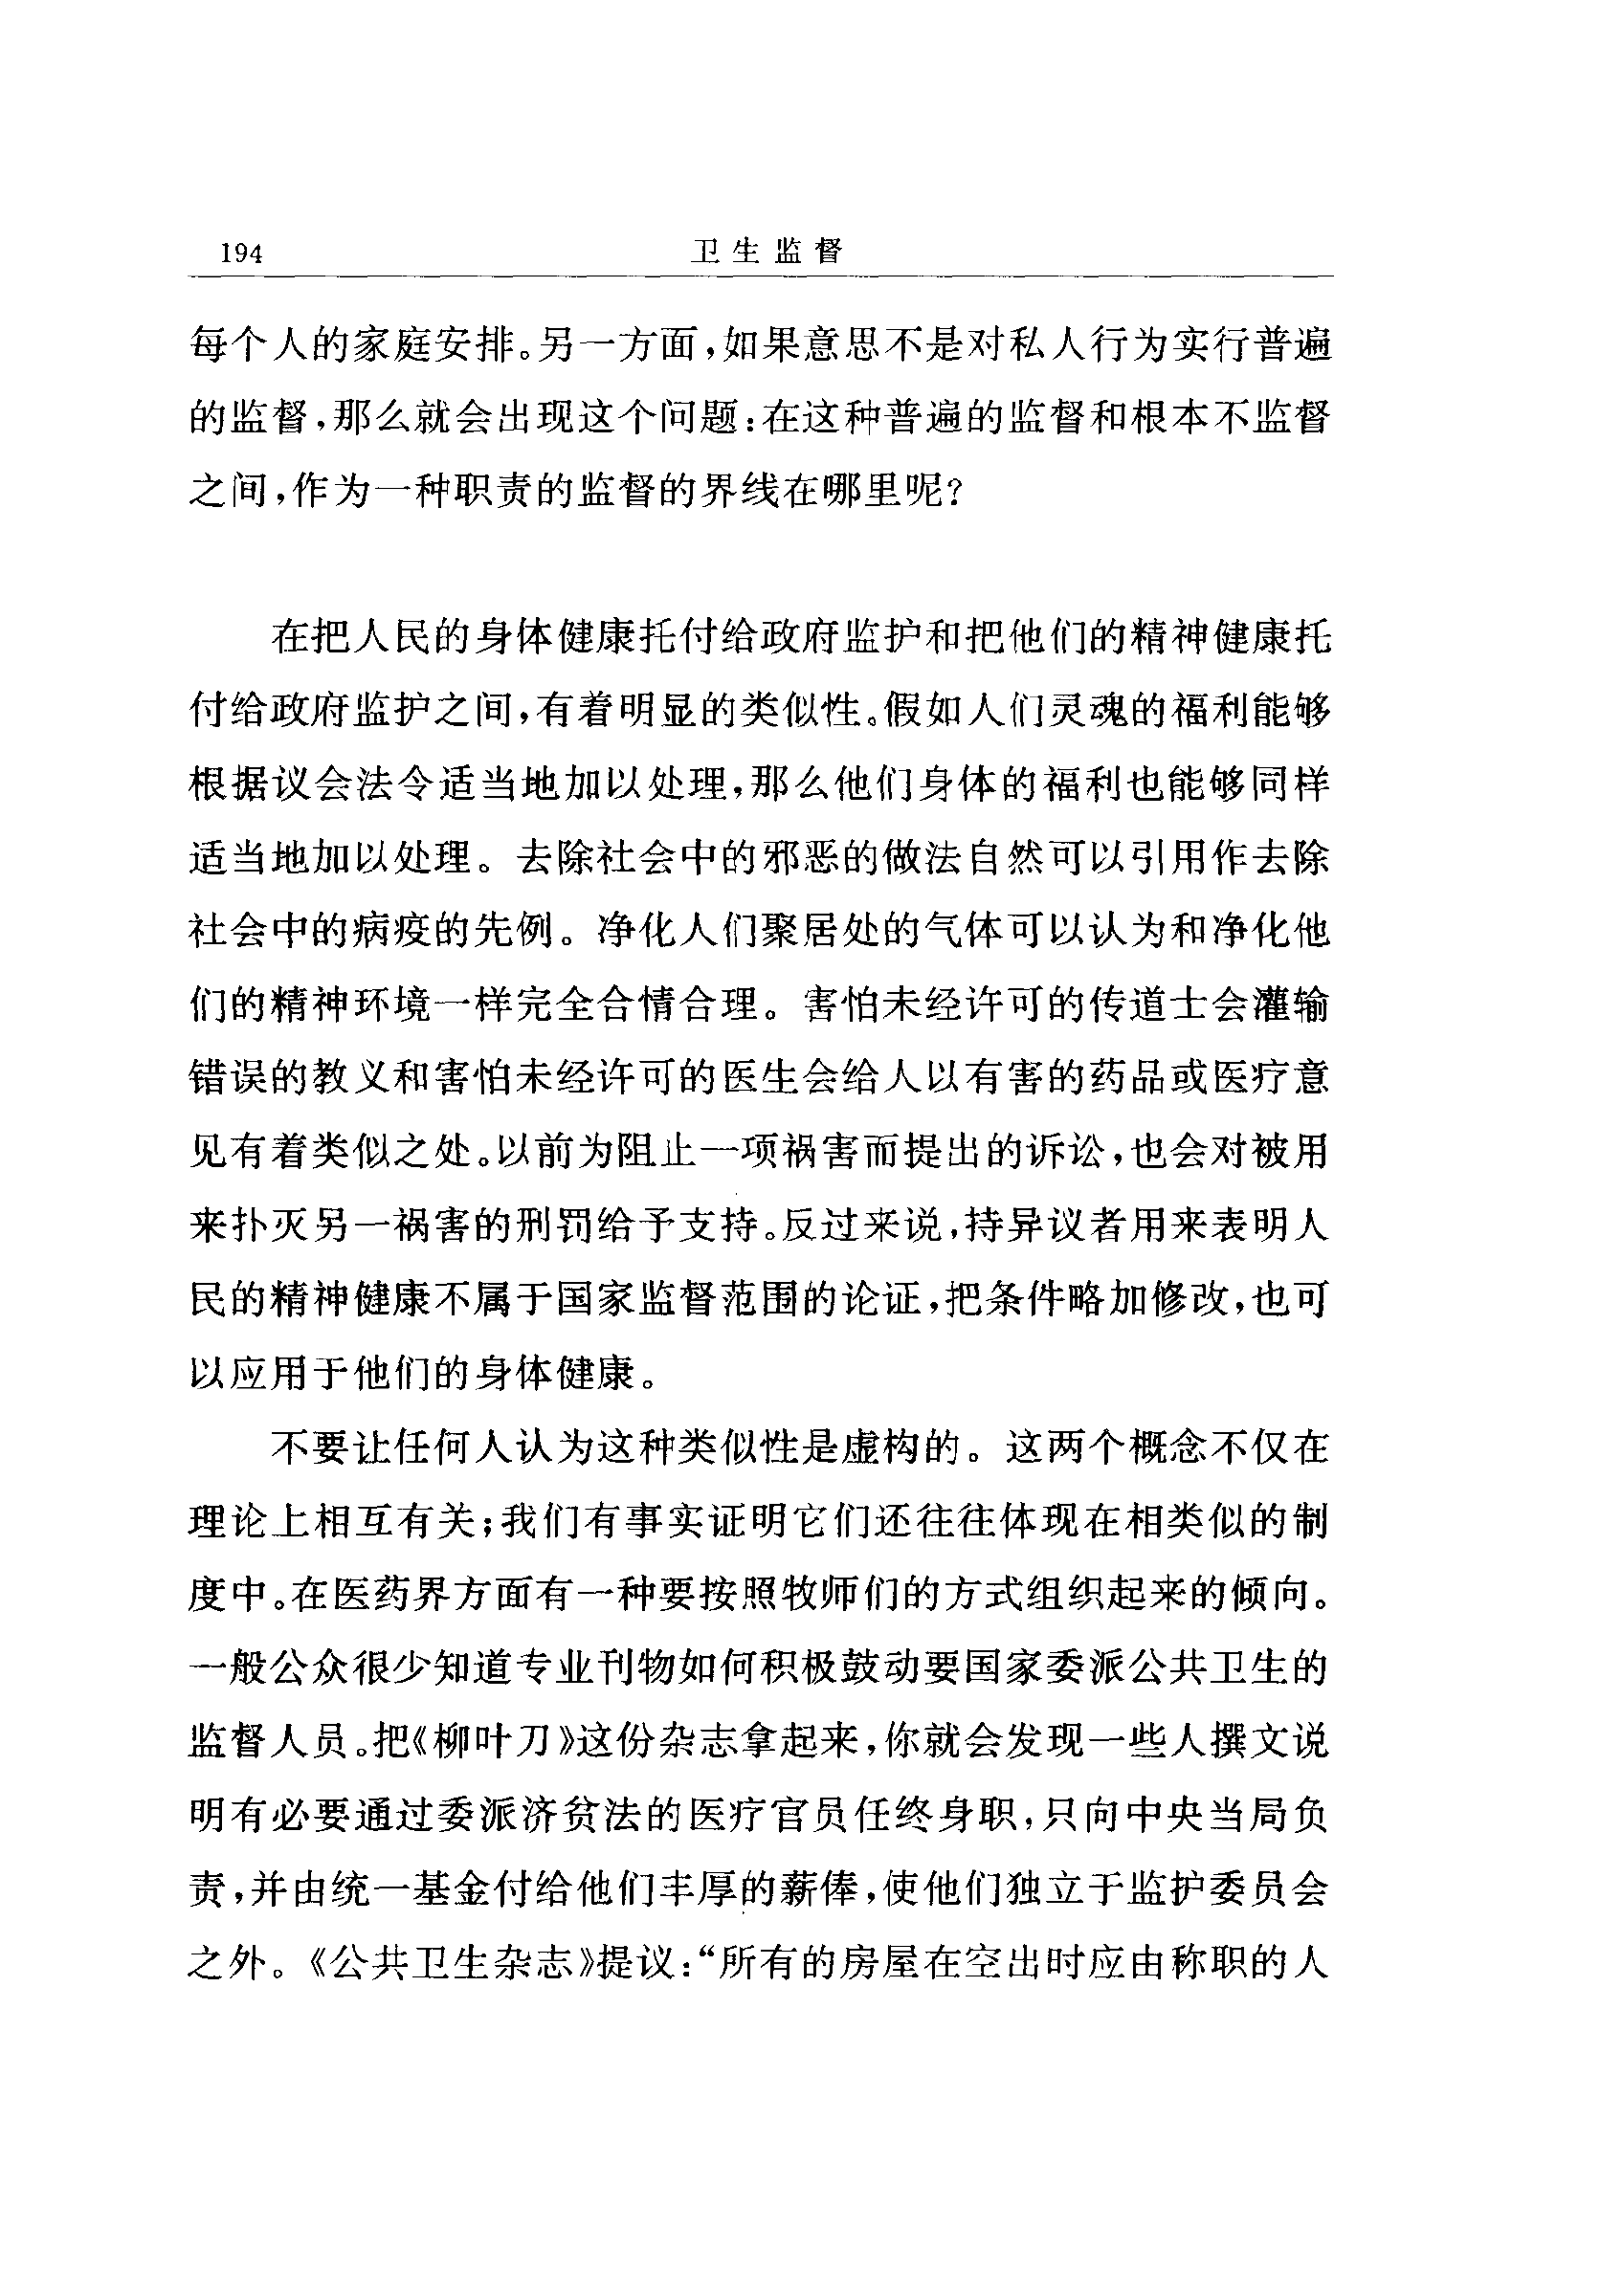 194 卫生监督
每个人的家庭安排。另一方面，如果意思不是对私人行为实行普遍
的监督，那么就会出现这个问题：在这种普遍的监督和根本不监督
之间，作为一种职责的监督的界线在哪里呢？
在把人民的身体健康托付给政府监护和把他们的精神健康托
付给政府监护之间，有着明显的类似性。假如人们灵魂的福利能够
根据议会法令适当地加以处理，那么他们身体的福利也能够同样
适当地加以处理。去除社会中的邪恶的做法自然可以引用作去除
社会中的病疫的先例。净化人们聚居处的气体可以认为和净化他
们的精神环境一样完全合情合理。害怕未经许可的传道士会灌输
错误的教义和害怕未经许可的医生会给人以有害的药品或医疗意
见有着类似之处。以前为阻止一项祸害而提出的诉讼，也会对被用
来扑灭另一祸害的刑罚给予支持。反过来说，持异议者用来表明人
民的精神健康不属于国家监督范围的论证，把条件略加修改，也可
以应用于他们的身体健康。
不要让任何人认为这种类似性是虚构的。这两个概念不仅在
理论上相互有关；我们有事实证明它们还往往体现在相类似的制
度中。在医药界方面有一种要按照牧师们的方式组织起来的倾向。
一般公众很少知道专业刊物如何积极鼓动要国家委派公共卫生的
监督人员。把《柳叶刀》这份杂志拿起来，你就会发现一些人撰文说
明有必要通过委派济贫法的医疗官员任终身职，只向中央当局负
责，并由统一基金付给他们丰厚的薪俸，使他们独立于监护委员会
之外。《公共卫生杂志》提议：“所有的房屋在空出时应由称职的人